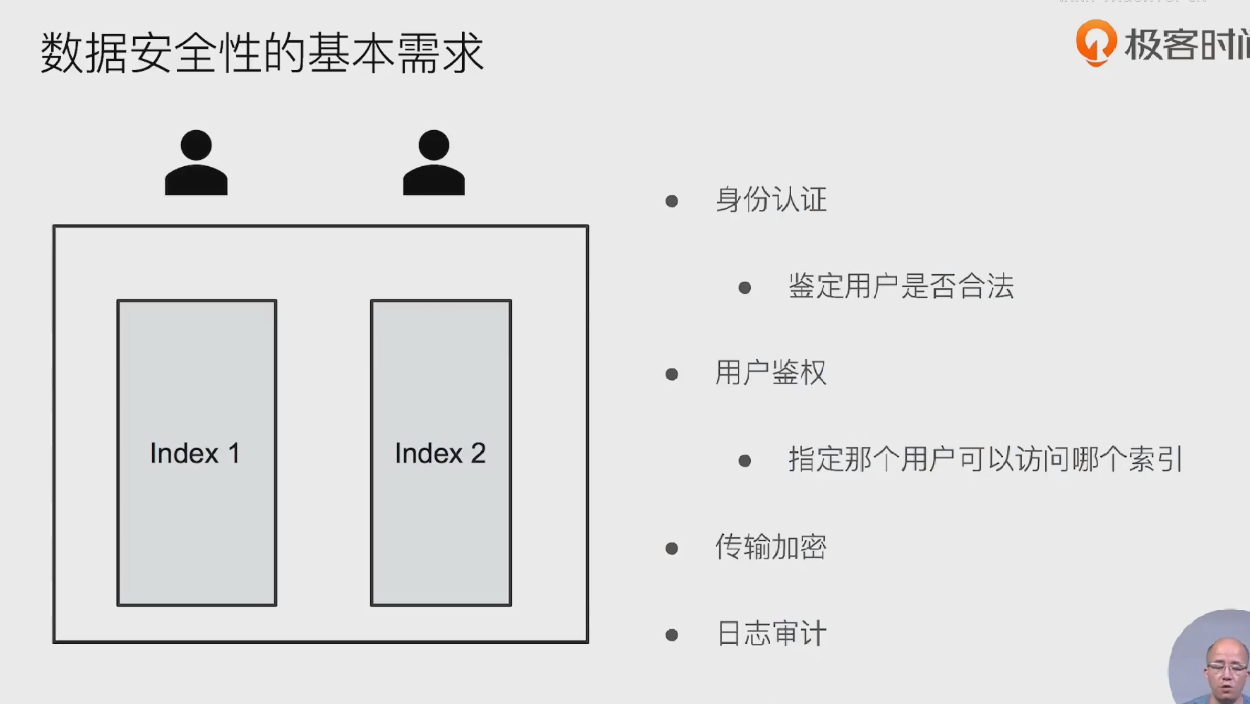 数据安全性的基本需求
极客时间
Index 1
Index 2
身份认证
鉴定用户是否合法
用户鉴权
指定那个用户可以访问哪个索引
传输加密
日志审计